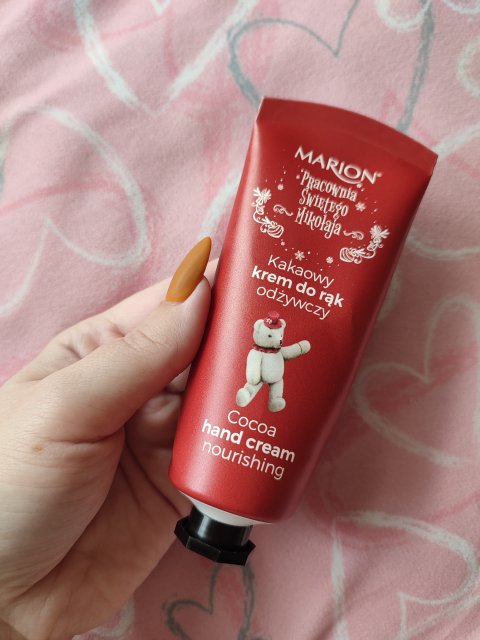 MARION®
Pracownia
Świętego
Mikołaja
Kakaowy
krem do rąk
odżywczy
Cocoa
hand cream
nourishing